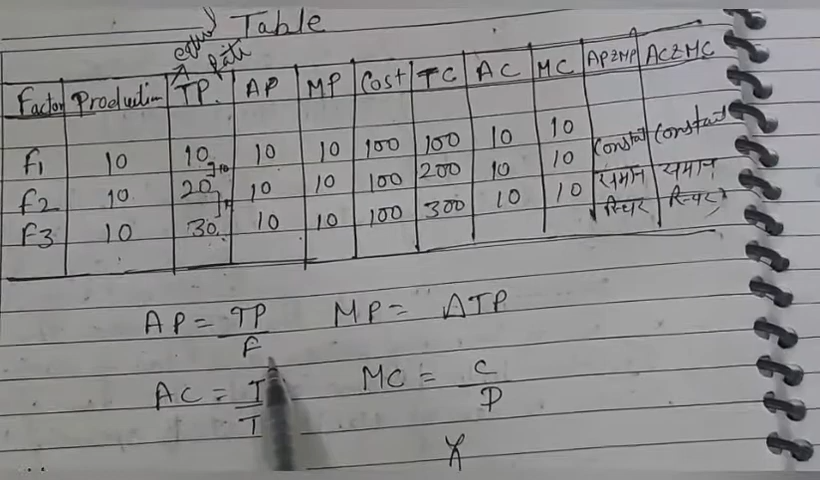 Table
equal rate
Factor Production TP. AP MP Cost TC AC MC AP&MP AC&MC
F1 10 10 10 10 100 100 10 10 Constant Constant
F2 10 20 10 10 100 200 10 10 समान समान
F3 10 30 10 10 100 300 10 10 स्थिर स्थिर
AP = TP/F MP = ΔTP
AC = T/T MC = C/P